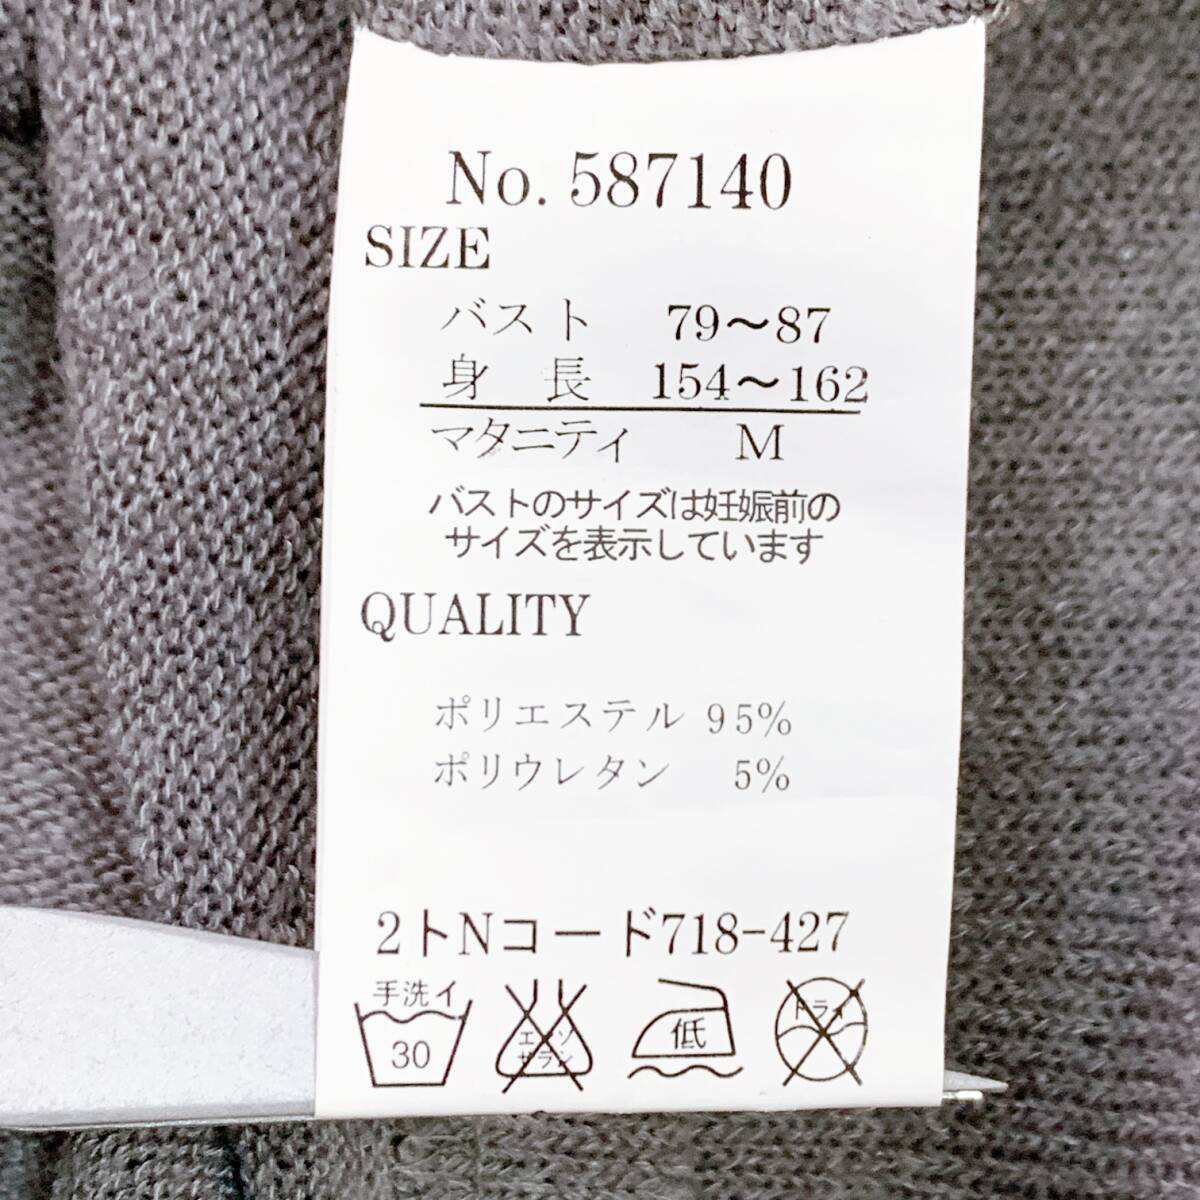 No. 587140
SIZE
バスト 79〜87
身 長 154〜162
マタニティ M
バストのサイズは妊娠前の
サイズを表示しています
QUALITY
ポリエステル 95%
ポリウレタン 5%
2トNコード718-427
手洗イ
30
エンソ
サラシ
低
ドライ